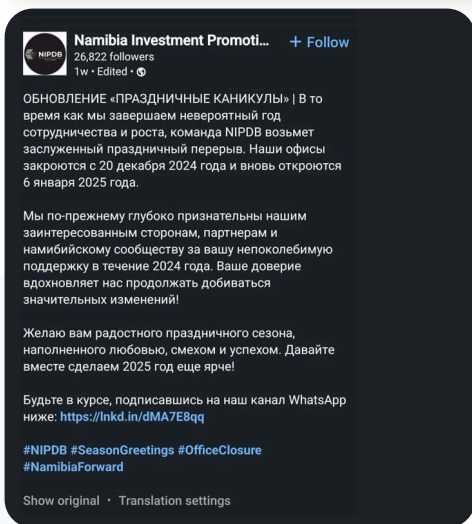 NIPDB
Namibia Investment Promoti...
+ Follow
26,822 followers
1w • Edited •
ОБНОВЛЕНИЕ «ПРАЗДНИЧНЫЕ КАНИКУЛЫ» | В то
время как мы завершаем невероятный год
сотрудничества и роста, команда NIPDB возьмет
заслуженный праздничный перерыв. Наши офисы
закроются с 20 декабря 2024 года и вновь откроются
6 января 2025 года.
Мы по-прежнему глубоко признательны нашим
заинтересованным сторонам, партнерам и
намибийскому сообществу за вашу непоколебимую
поддержку в течение 2024 года. Ваше доверие
вдохновляет нас продолжать добиваться
значительных изменений!
Желаю вам радостного праздничного сезона,
наполненного любовью, смехом и успехом. Давайте
вместе сделаем 2025 год еще ярче!
Будьте в курсе, подписавшись на наш канал WhatsApp
ниже: https://lnkd.in/dMA7E8qq
#NIPDB #SeasonGreetings #OfficeClosure
#NamibiaForward
Show original • Translation settings